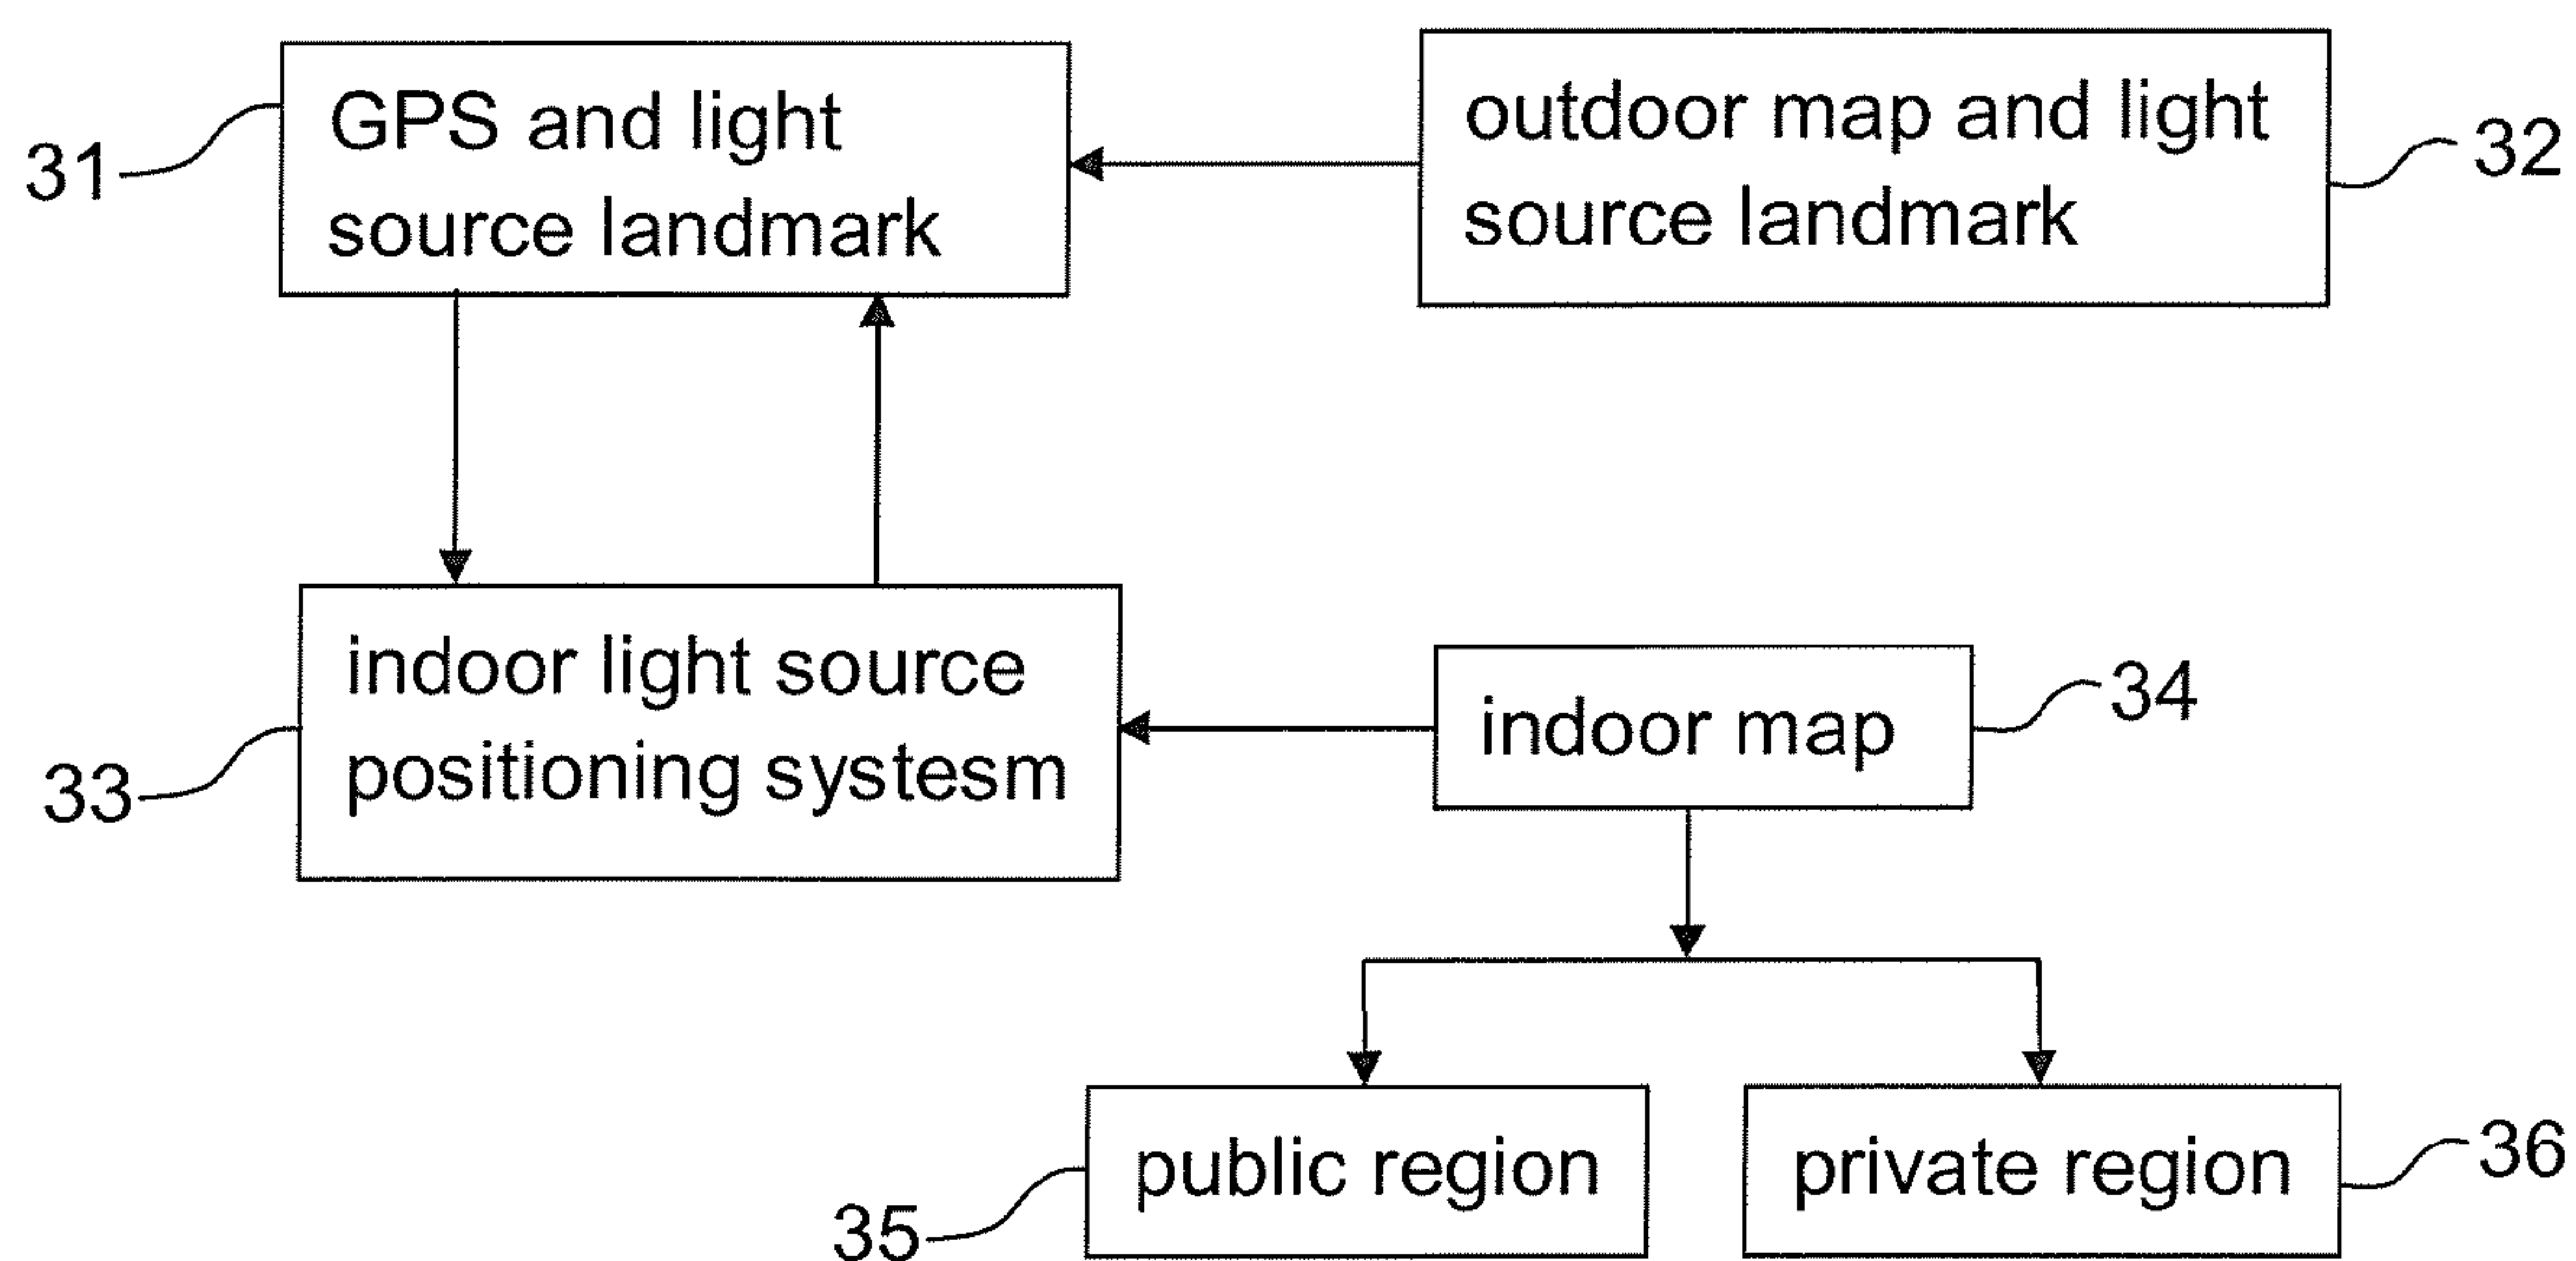 31
GPS and light
source landmark
outdoor map and light
source landmark
32
33
indoor light source
positioning systesm
indoor map
34
35
public region
private region
36